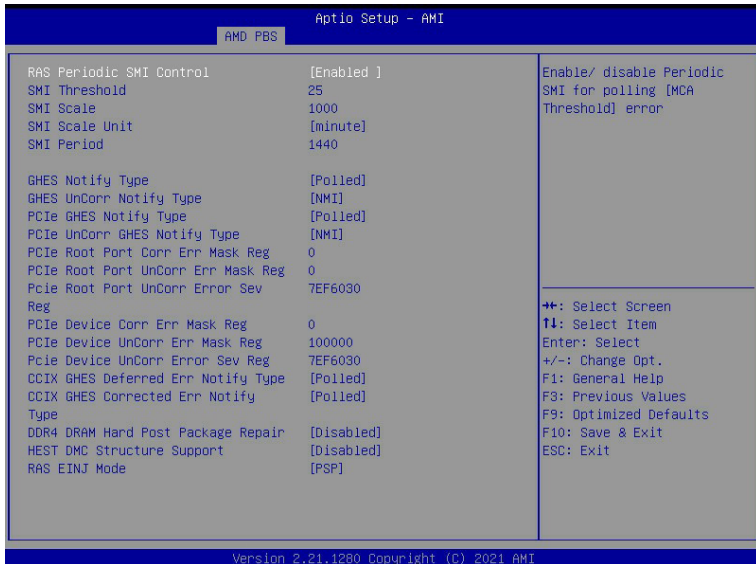 Aptio Setup - AMI
AMD PBS
RAS Periodic SMI Control [Enabled ]
SMI Threshold 25
SMI Scale 1000
SMI Scale Unit [minute]
SMI Period 1440
GHES Notify Type [Polled]
GHES UnCorr Notify Type [NMI]
PCIe GHES Notify Type [Polled]
PCIe UnCorr GHES Notify Type [NMI]
PCIe Root Port Corr Err Mask Reg 0
PCIe Root Port UnCorr Err Mask Reg 0
Pcie Root Port UnCorr Error Sev 7EF6030
Reg
PCIe Device Corr Err Mask Reg 0
PCIe Device UnCorr Err Mask Reg 100000
Pcie Device UnCorr Error Sev Reg 7EF6030
CCIX GHES Deferred Err Notify Type [Polled]
CCIX GHES Corrected Err Notify [Polled]
Type
DDR4 DRAM Hard Post Package Repair [Disabled]
HEST DMC Structure Support [Disabled]
RAS EINJ Mode [PSP]
Enable/ disable Periodic
SMI for polling [MCA
Threshold] error
→←: Select Screen
↑↓: Select Item
Enter: Select
+/-: Change Opt.
F1: General Help
F3: Previous Values
F9: Optimized Defaults
F10: Save & Exit
ESC: Exit
Version 2.21.1280 Copyright (C) 2021 AMI